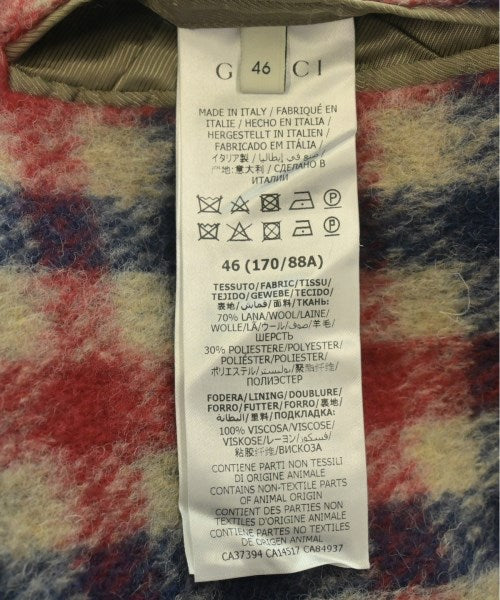 G 46 CI
MADE IN ITALY / FABRIQUÉ EN
ITALIE / HECHO EN ITALIA /
HERGESTELLT IN ITALIEN /
FABRICADO EM ITÁLIA /
イタリア製 / صنع في إيطاليا /
产地: 意大利 / СДЕЛАНО В
ИТАЛИИ
46 (170/88A)
TESSUTO/FABRIC/TISSU/
TEJIDO/GEWEBE/TECIDO/
表地/قماش/面料/ТКАНЬ:
70% LANA/WOOL/LAINE/
WOLLE/LÃ/ウール/صوف/羊毛/
ШЕРСТЬ
30% POLIESTERE/POLYESTER/
POLIÉSTER/POLIESTER/
ポリエステル/بوليستر/聚酯纤维/
ПОЛИЭСТЕР
FODERA/LINING/DOUBLURE/
FORRO/FUTTER/FORRO/裏地/
البطانة/里料/ПОДКЛАДКА:
100% VISCOSA/VISCOSE/
VISKOSE/レーヨン/فسكوز/
粘胶纤维/ВИСКОЗА
CONTIENE PARTI NON TESSILI
DI ORIGINE ANIMALE
CONTAINS NON-TEXTILE PARTS
OF ANIMAL ORIGIN
CONTIENT DES PARTIES NON
TEXTILES D'ORIGINE ANIMALE
CONTIENE PARTES NO TEXTILES
DE ORIGEN ANIMAL
CA37394 CA14517 CA84937